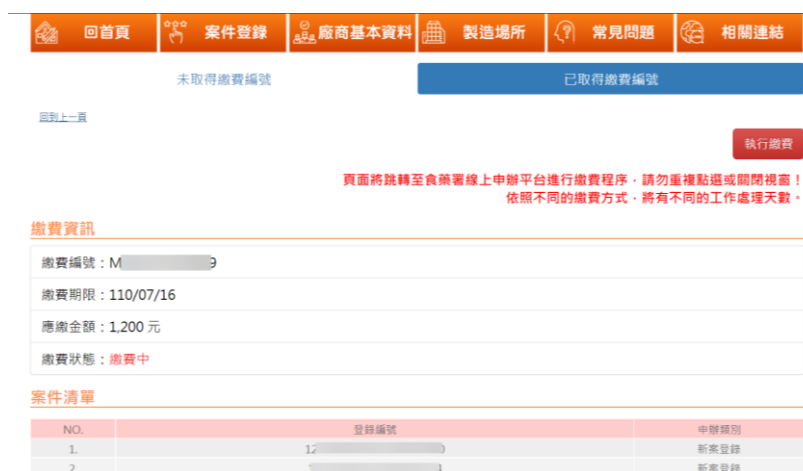 回首頁 案件登錄 廠商基本資料 製造場所 常見問題 相關連結
未取得繳費編號 已取得繳費編號
回到上一頁
執行繳費
頁面將跳轉至食藥署線上申辦平台進行繳費程序，請勿重複點選或關閉視窗！
依照不同的繳費方式，將有不同的工作處理天數。
繳費資訊
繳費編號：M 9
繳費期限：110/07/16
應繳金額：1,200 元
繳費狀態：繳費中
案件清單
NO. 登錄編號 申辦類別
1. 12 新案登錄
2. 新案登錄